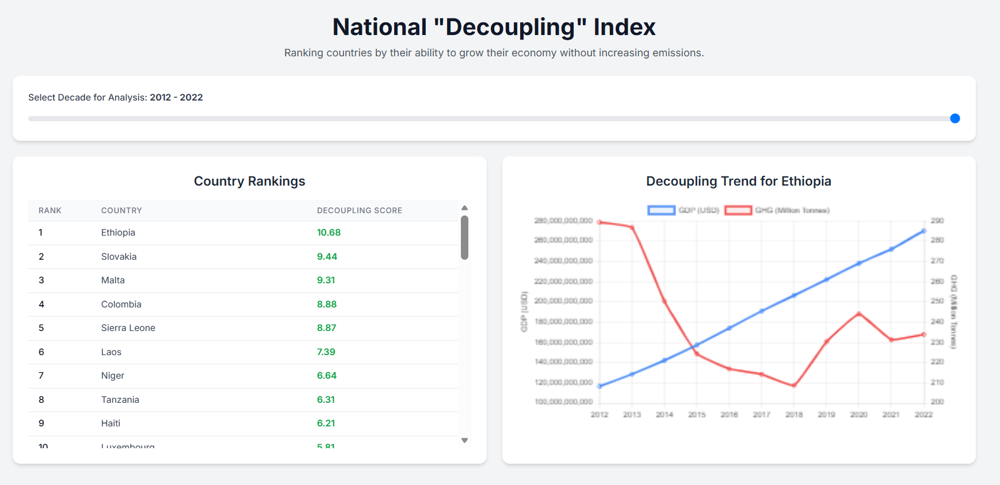 National "Decoupling" Index
Ranking countries by their ability to grow their economy without increasing emissions.
Select Decade for Analysis: 2012 - 2022
Country Rankings
RANK COUNTRY DECOUPLING SCORE
1 Ethiopia 10.68
2 Slovakia 9.44
3 Malta 9.31
4 Colombia 8.88
5 Sierra Leone 8.87
6 Laos 7.39
7 Niger 6.64
8 Tanzania 6.31
9 Haiti 6.21
10 Luxembourg 5.81
Decoupling Trend for Ethiopia
GDP (USD) GHG (Million Tonnes)
280,000,000,000 290
260,000,000,000 280
240,000,000,000 270
220,000,000,000 260
200,000,000,000 250
180,000,000,000 240
160,000,000,000 230
140,000,000,000 220
120,000,000,000 210
100,000,000,000 200
GDP (USD)
GHG (Million Tonnes)
2012 2013 2014 2015 2016 2017 2018 2019 2020 2021 2022